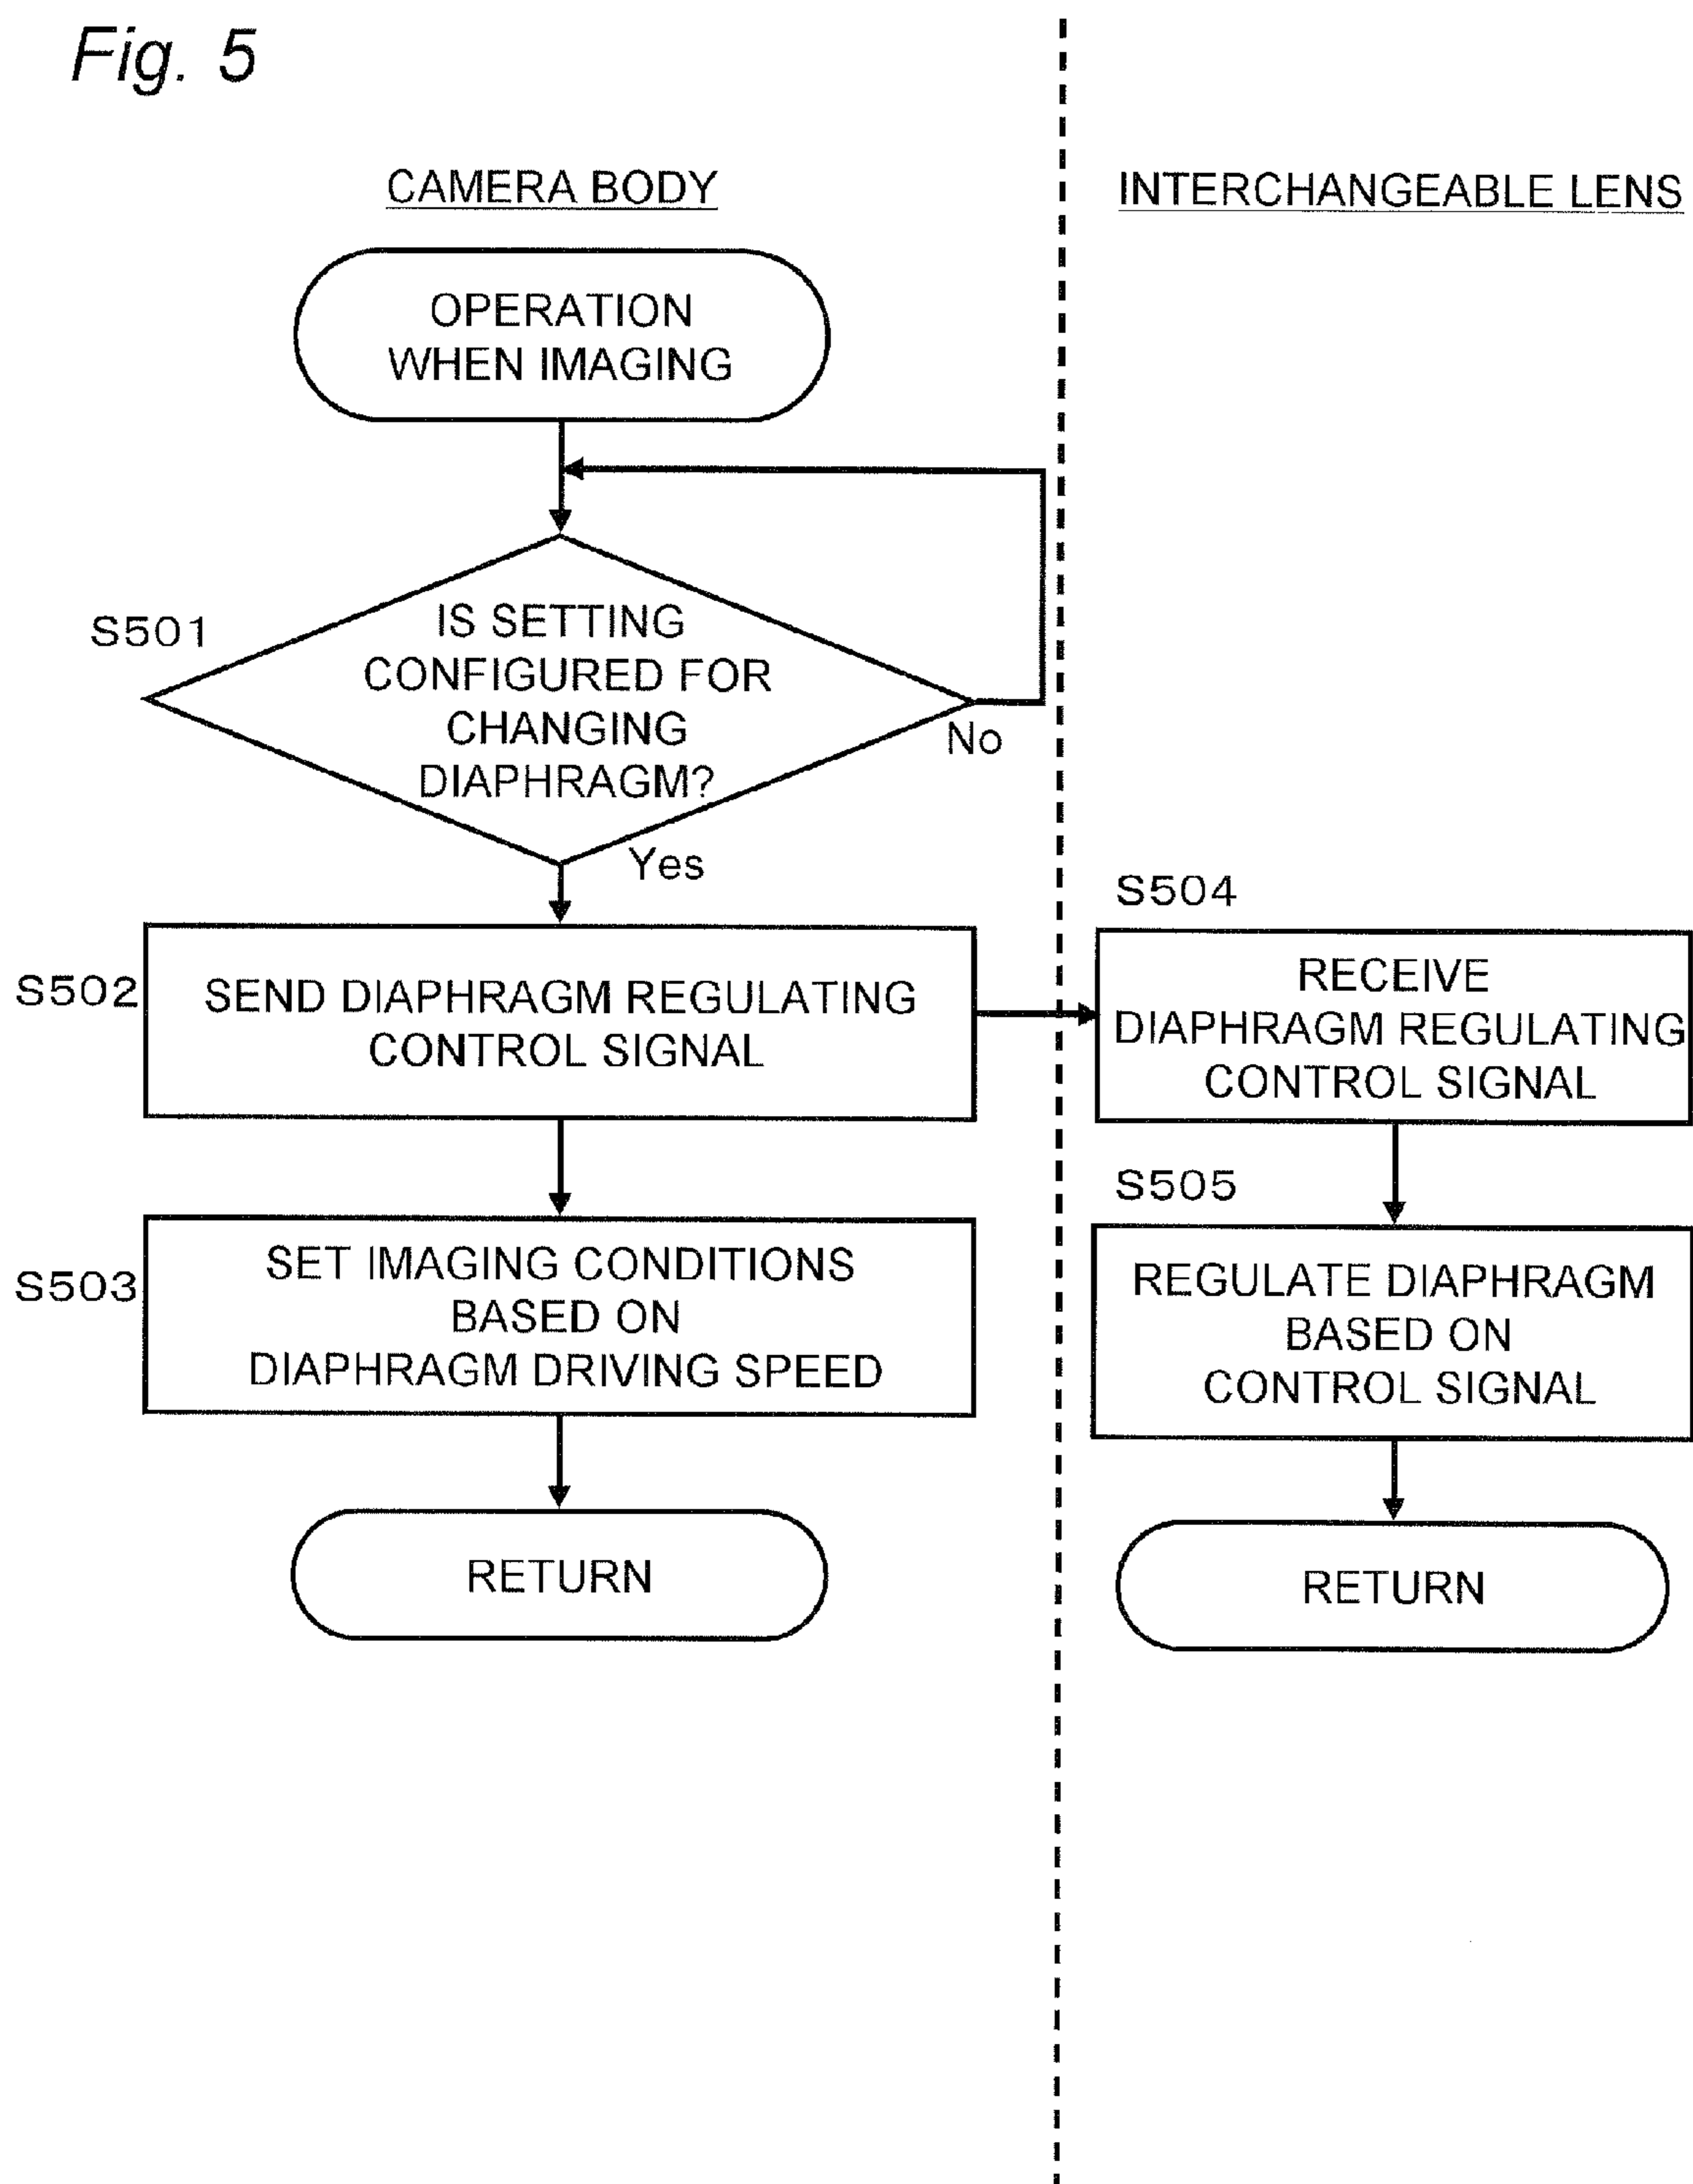 Fig. 5
CAMERA BODY
INTERCHANGEABLE LENS
OPERATION
WHEN IMAGING
S501
IS SETTING
CONFIGURED FOR
CHANGING
DIAPHRAGM?
No
Yes
S502
SEND DIAPHRAGM REGULATING
CONTROL SIGNAL
S504
RECEIVE
DIAPHRAGM REGULATING
CONTROL SIGNAL
S503
SET IMAGING CONDITIONS
BASED ON
DIAPHRAGM DRIVING SPEED
S505
REGULATE DIAPHRAGM
BASED ON
CONTROL SIGNAL
RETURN
RETURN